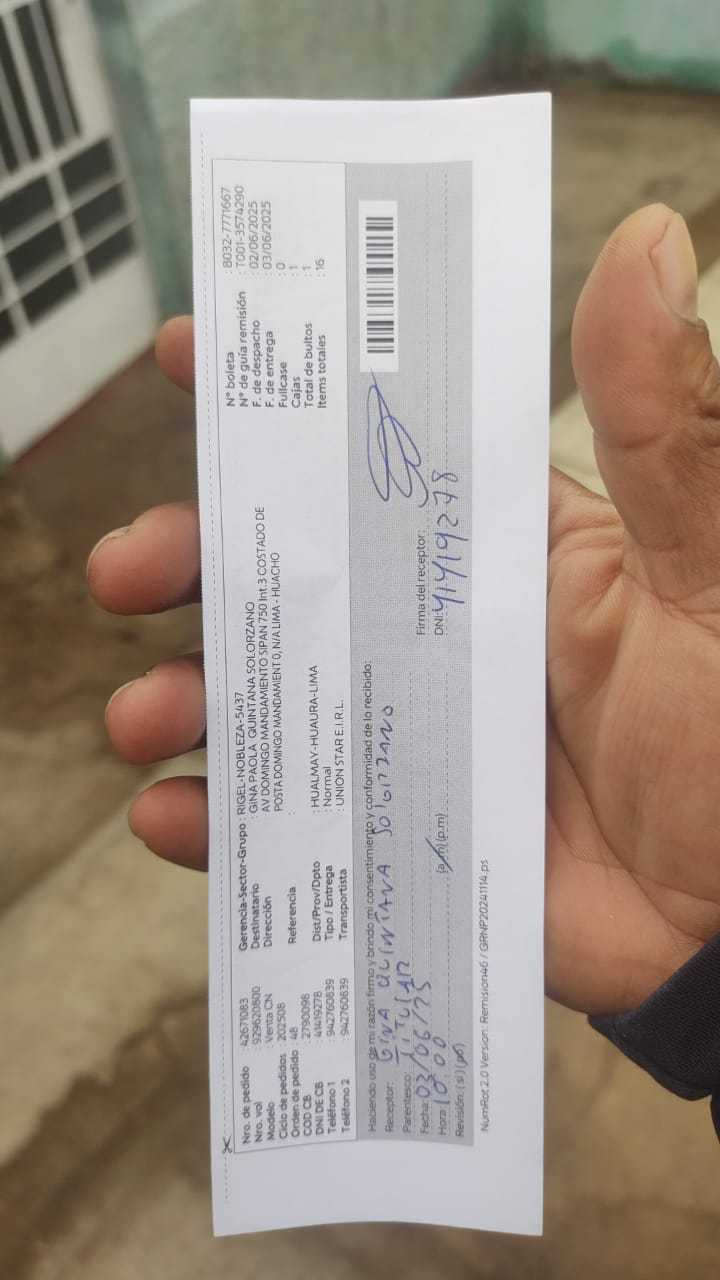 Nro. de pedido : 42671083
Nro. vol : 929620800
Modelo : Venta CN
Ciclo de pedidos : 202508
Orden de pedido : 48
COD CB : 2790098
DNI DE CB : 41419278
Teléfono 1 : 942760839
Teléfono 2 : 942760839
Gerencia-Sector-Grupo : RIGEL-NOBLEZA-5437
Destinatario : GINA PAOLA QUINTANA SOLORZANO
Dirección : AV DOMINGO MANDAMIENTO SIPAN 750 Int.3 COSTADO DE
POSTA DOMINGO MANDAMIENT 0, N/A LIMA - HUACHO
Referencia :
Dist/Prov/Dpto : HUALMAY-HUAURA-LIMA
Tipo / Entrega : Normal
Transportista : UNION STAR E.I.R.L.
N° boleta : B032-7771667
N° de guía remisión : T001-3574290
F. de despacho : 02/06/2025
F. de entrega : 03/06/2025
Fullcase : 0
Cajas : 1
Total de bultos : 1
Items totales : 16
Haciendo uso de mi razón firmo y brindo mi consentimiento y conformidad de lo recibido:
Receptor: GINA QUINTANA SOLORZANO
Parentesco: TITULAR
Fecha: 03/06/25
Hora 10:00 (a.m) (p.m)
Revisión: (si) (no)
Firma del receptor:
DNI: 41419278
NumRot 2.0 Version: Remision46 / GRNP20241114.ps